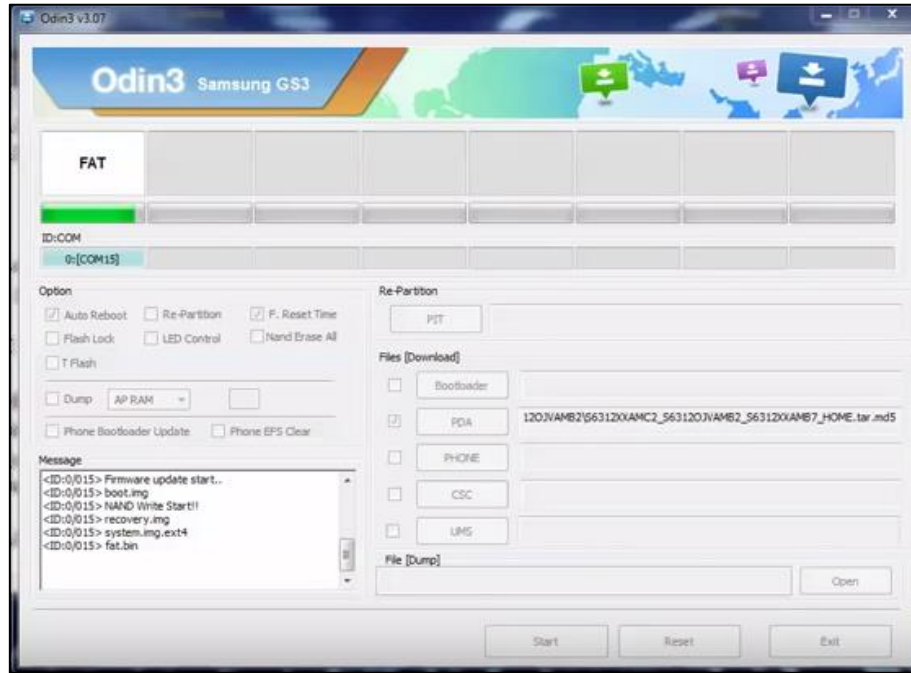 Odin3 v3.07
Odin3 Samsung GS3
FAT
ID:COM
0:[COM15]
Option
Auto Reboot Re-Partition F. Reset Time
Flash Lock LED Control Nand Erase All
T Flash
Dump AP RAM
Phone Bootloader Update Phone EFS Clear
Message
<ID:0/015> Firmware update start..
<ID:0/015> boot.img
<ID:0/015> NAND Write Start!!
<ID:0/015> recovery.img
<ID:0/015> system.img.ext4
<ID:0/015> fat.bin
Re-Partition
PIT
Files [Download]
Bootloader
PDA 12OJVAMB2\S6312XXAMC2_S6312OJVAMB2_S6312XXAMB7_HOME.tar.md5
PHONE
CSC
UMS
File [Dump]
Open
Start Reset Exit